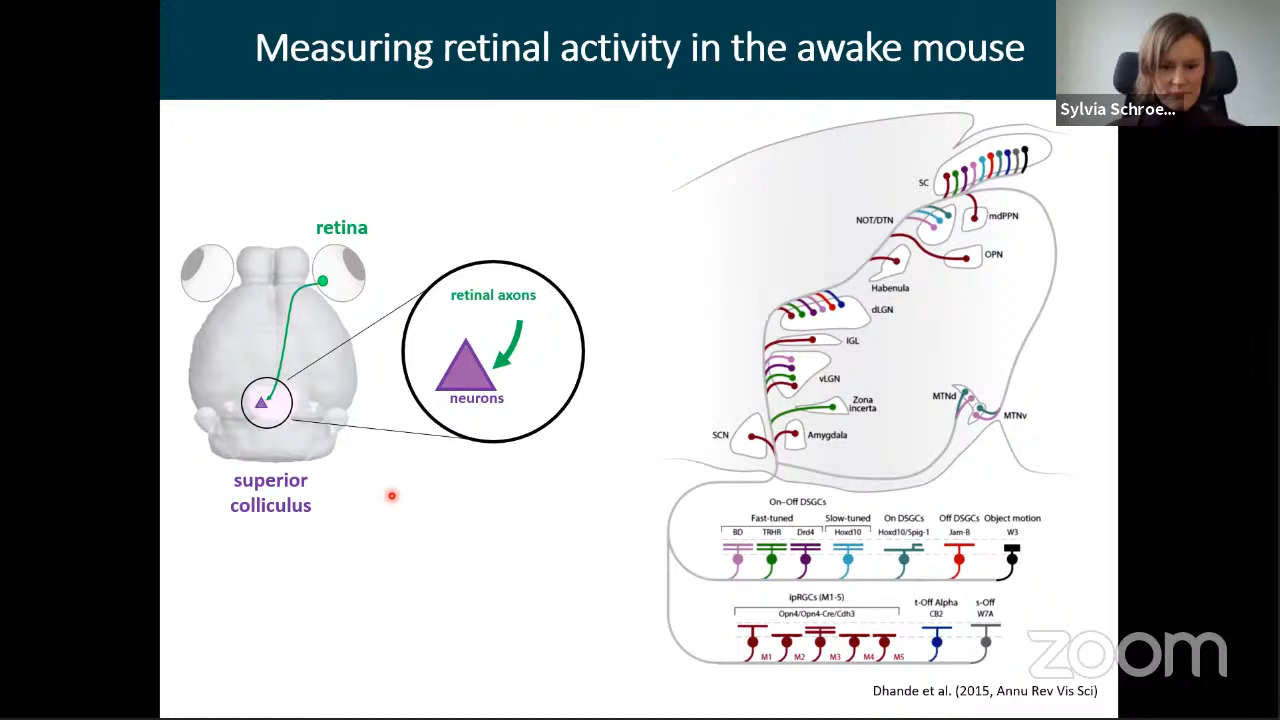 Measuring retinal activity in the awake mouse
Sylvia Schroe...
retina
retinal axons
neurons
superior
colliculus
SC
NOT/DTN
mdPPN
OPN
Habenula
dLGN
IGL
vLGN
Zona
incerta
MTNd
MTNv
SCN
Amygdala
On–Off DSGCs
Fast-tuned Slow-tuned On DSGCs Off DSGCs Object motion
BD TRHR Drd4 Hoxd10 Hoxd10/Spig-1 Jam-B W3
ipRGCs (M1-5) t-Off Alpha s-Off
Opn4/Opn4-Cre/Cdh3 CB2 W7A
M1 M2 M3 M4 M5
zoom
Dhande et al. (2015, Annu Rev Vis Sci)